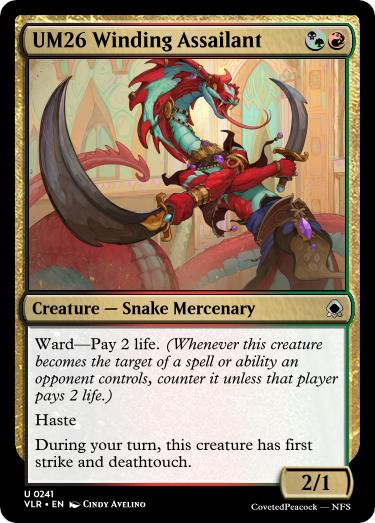 UM26 Winding Assailant
Creature — Snake Mercenary
Ward—Pay 2 life. (Whenever this creature
becomes the target of a spell or ability an
opponent controls, counter it unless that player
pays 2 life.)
Haste
During your turn, this creature has first
strike and deathtouch.
2/1
U 0241
VLR • EN Cindy Avelino
CovetedPeacock — NFS